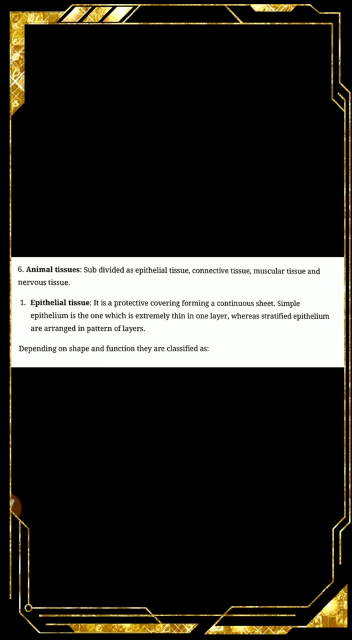 6. Animal tissues: Sub divided as epithelial tissue, connective tissue, muscular tissue and
nervous tissue.
1. Epithelial tissue: It is a protective covering forming a continuous sheet. Simple
epithelium is the one which is extremely thin in one layer, whereas stratified epithelium
are arranged in pattern of layers.
Depending on shape and function they are classified as: